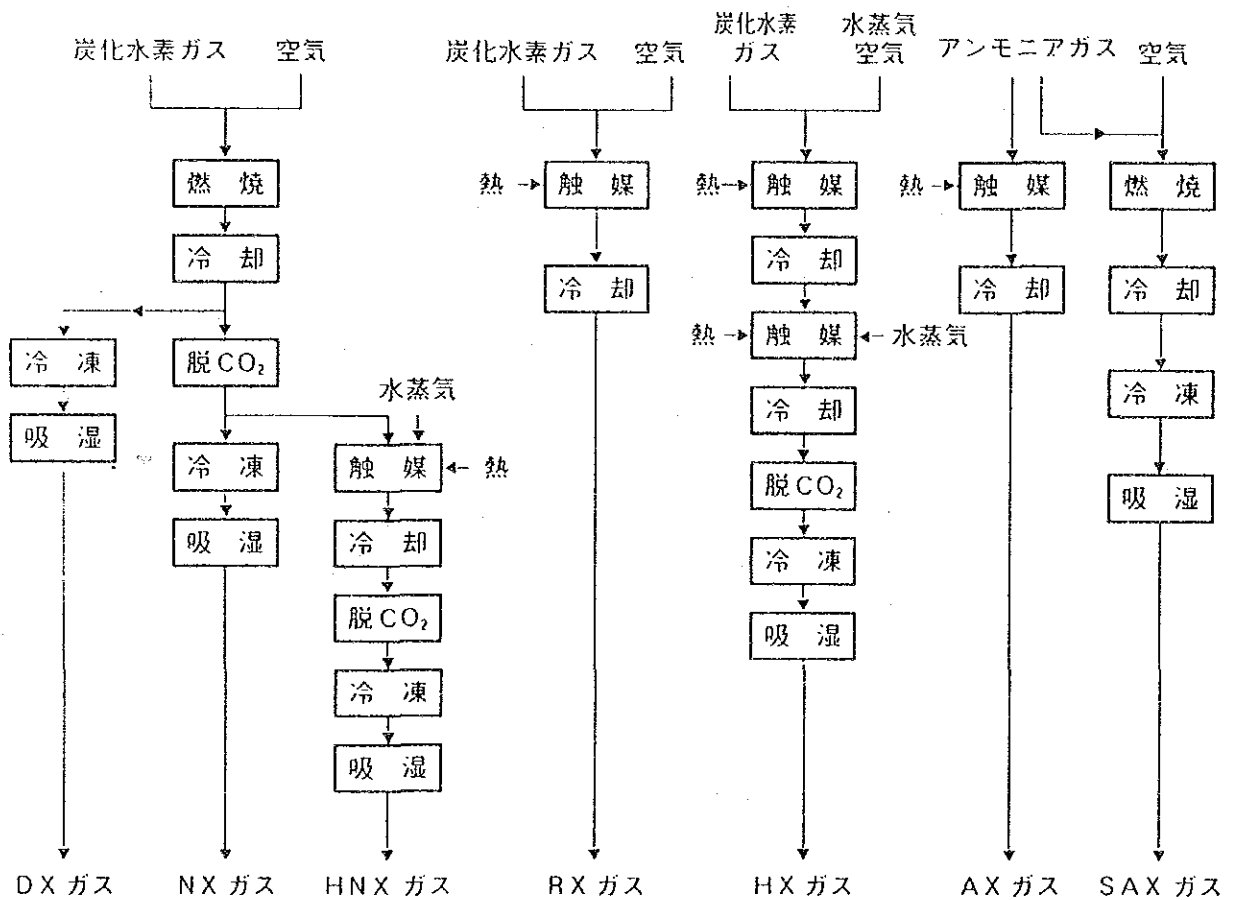 炭化水素ガス 空気
炭化水素ガス 空気
炭化水素 水蒸気
ガス 空気
アンモニアガス 空気
燃焼
熱 触媒
熱 触媒
熱 触媒
燃焼
冷却
冷却
冷却
冷却
冷却
冷凍
脱CO₂
熱 触媒 水蒸気
水蒸気
冷却
冷凍
吸湿
冷凍
触媒 熱
脱CO₂
吸湿
吸湿
冷却
冷凍
脱CO₂
吸湿
冷凍
吸湿
DXガス NXガス HNXガス RXガス HXガス AXガス SAXガス